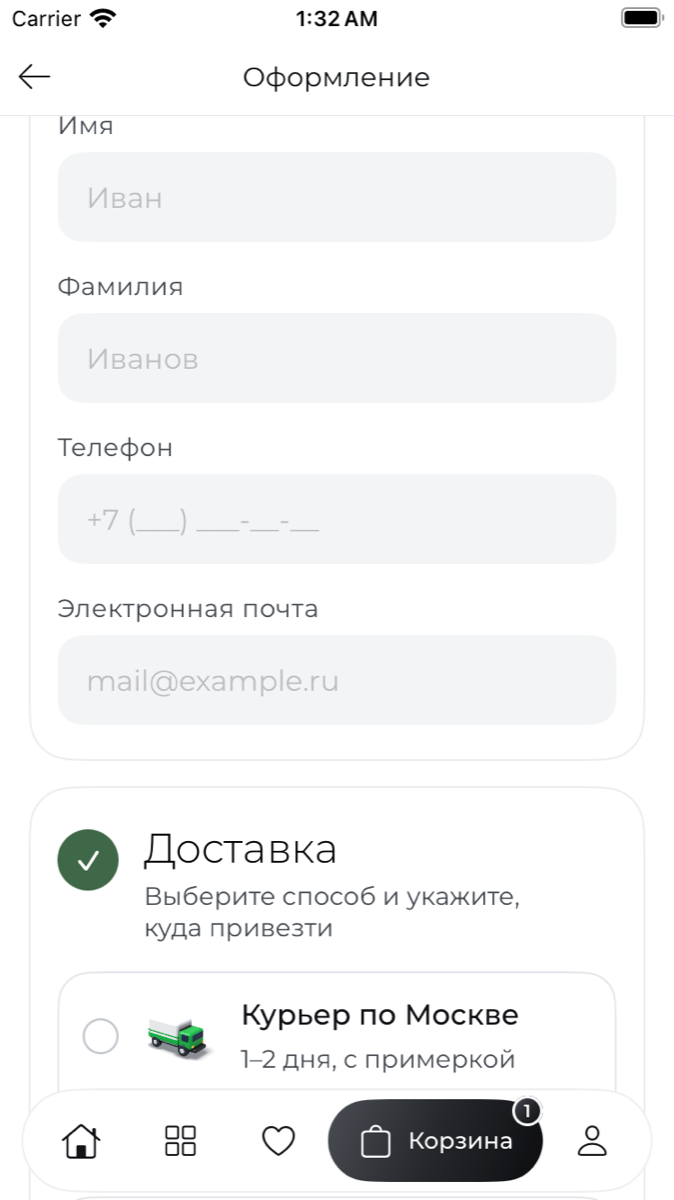 Carrier
1:32 AM
Оформление
Имя
Иван
Фамилия
Иванов
Телефон
+7 (___) ___-__-__
Электронная почта
mail@example.ru
Доставка
Выберите способ и укажите,
куда привезти
Курьер по Москве
1–2 дня, с примеркой
1
Корзина